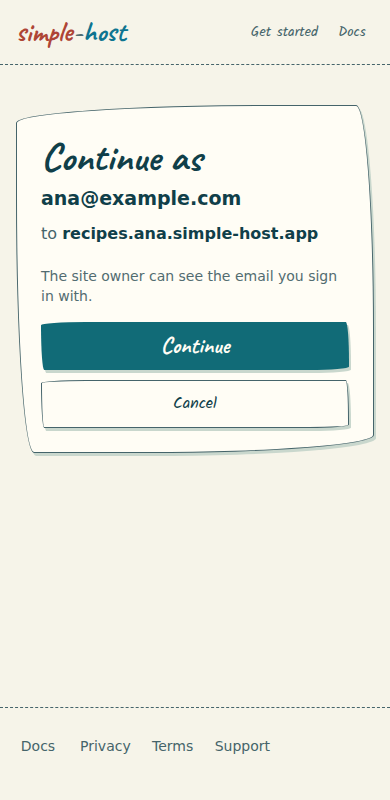 simple-host
Get started
Docs
Continue as
ana@example.com
to recipes.ana.simple-host.app
The site owner can see the email you sign
in with.
Continue
Cancel
Docs
Privacy
Terms
Support